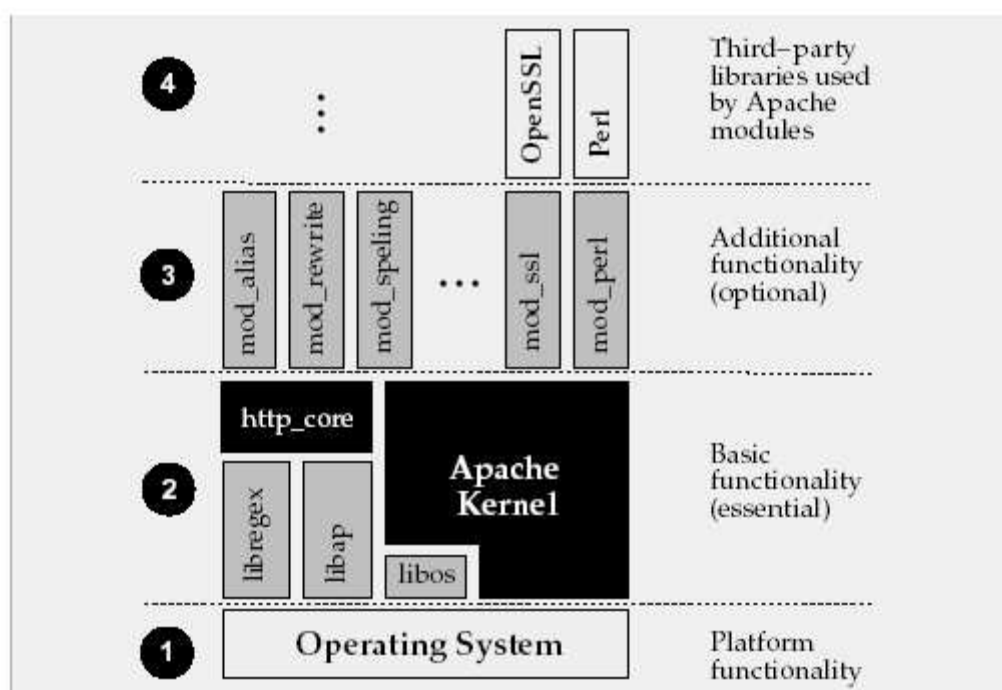 4
OpenSSL
Perl
Third-party
libraries used
by Apache
modules
3
mod_alias
mod_rewrite
mod_speling
mod_ssl
mod_perl
Additional
functionality
(optional)
2
http_core
libregex
libap
Apache
Kernel
libos
Basic
functionality
(essential)
1
Operating System
Platform
functionality